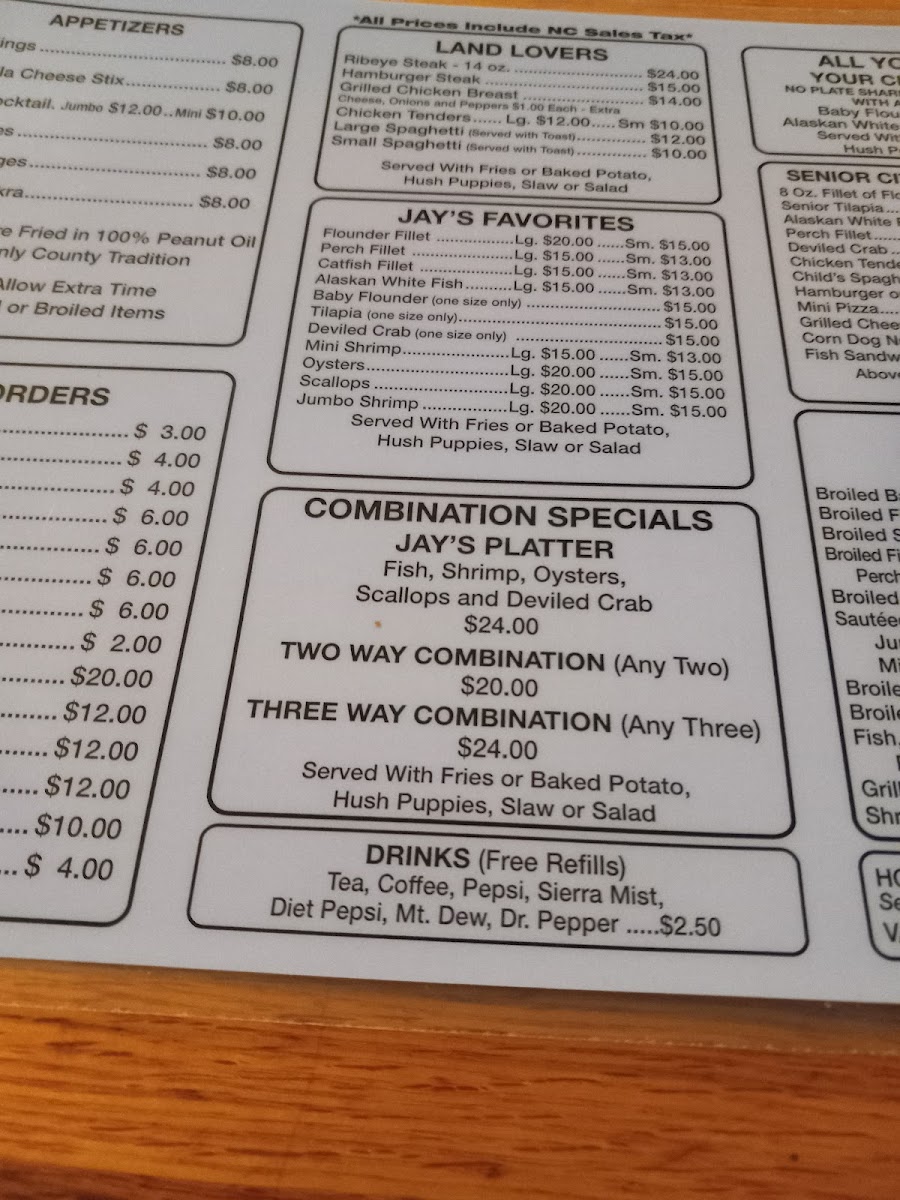 APPETIZERS
ings ........................ $8.00
la Cheese Stix................ $8.00
ocktail. Jumbo $12.00..Mini $10.00
es........................ $8.00
ges........................ $8.00
kra........................ $8.00
re Fried in 100% Peanut Oil
nly County Tradition
Allow Extra Time
l or Broiled Items
ORDERS
.................... $ 3.00
.................... $ 4.00
.................... $ 4.00
.................... $ 6.00
.................... $ 6.00
.................... $ 6.00
.................... $ 6.00
.................... $ 2.00
.................... $20.00
.................... $12.00
........ $12.00
..... $12.00
.... $10.00
... $ 4.00
*All Prices Include NC Sales Tax*
LAND LOVERS
Ribeye Steak - 14 oz. ........................ $24.00
Hamburger Steak ........................ $15.00
Grilled Chicken Breast ........................ $14.00
Cheese, Onions and Peppers $1.00 Each - Extra
Chicken Tenders...... Lg. $12.00..... Sm $10.00
Large Spaghetti (Served with Toast)............... $12.00
Small Spaghetti (Served with Toast)............... $10.00
Served With Fries or Baked Potato,
Hush Puppies, Slaw or Salad
JAY'S FAVORITES
Flounder Fillet ..............Lg. $20.00 ......Sm. $15.00
Perch Fillet ..................Lg. $15.00 ......Sm. $13.00
Catfish Fillet ................Lg. $15.00 ......Sm. $13.00
Alaskan White Fish.........Lg. $15.00 ......Sm. $13.00
Baby Flounder (one size only) ........................ $15.00
Tilapia (one size only)................................ $15.00
Deviled Crab (one size only) ........................ $15.00
Mini Shrimp...................Lg. $15.00 ......Sm. $13.00
Oysters.........................Lg. $20.00 ......Sm. $15.00
Scallops .......................Lg. $20.00 ......Sm. $15.00
Jumbo Shrimp ..............Lg. $20.00 ......Sm. $15.00
Served With Fries or Baked Potato,
Hush Puppies, Slaw or Salad
COMBINATION SPECIALS
JAY'S PLATTER
Fish, Shrimp, Oysters,
Scallops and Deviled Crab
$24.00
TWO WAY COMBINATION (Any Two)
$20.00
THREE WAY COMBINATION (Any Three)
$24.00
Served With Fries or Baked Potato,
Hush Puppies, Slaw or Salad
DRINKS (Free Refills)
Tea, Coffee, Pepsi, Sierra Mist,
Diet Pepsi, Mt. Dew, Dr. Pepper .....$2.50
ALL YO
YOUR C
NO PLATE SHAR
WITH A
Baby Flou
Alaskan White
Served Wit
Hush P
SENIOR CI
8 Oz. Fillet of Flo
Senior Tilapia...
Alaskan White F
Perch Fillet....
Deviled Crab ..
Chicken Tende
Child's Spagh
Hamburger o
Mini Pizza....
Grilled Chee
Corn Dog N
Fish Sandw
Above
Broiled B
Broiled F
Broiled S
Broiled Fi
Perch
Broiled
Sautée
Ju
Mi
Broile
Broile
Fish,
Gril
Shr
HO
Se
V